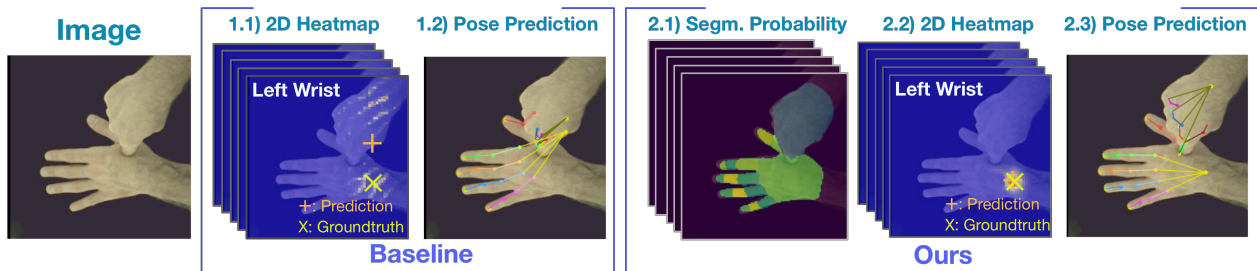 Image
1.1) 2D Heatmap
1.2) Pose Prediction
Left Wrist
+: Prediction
X: Groundtruth
Baseline
2.1) Segm. Probability
2.2) 2D Heatmap
2.3) Pose Prediction
Left Wrist
+: Prediction
X: Groundtruth
Ours